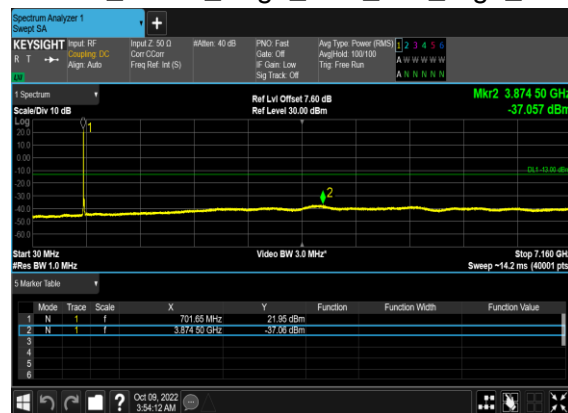 Spectrum Analyzer 1
Swept SA
+
KEYSIGHT Input: RF Input Z: 50 Ω #Atten: 40 dB PNO: Fast Avg Type: Power (RMS) 1 2 3 4 5 6
R T Coupling: DC Corr CCorr Gate: Off Avg|Hold: 100/100 A W W W W W
Align: Auto Freq Ref: Int (S) IF Gain: Low Trig: Free Run
Sig Track: Off A N N N N N
1 Spectrum Ref Lvl Offset 7.60 dB Mkr2 3.874 50 GHz
Scale/Div 10 dB Ref Level 30.00 dBm -37.057 dBm
Log
20.0
10.0
0.00
-10.0
-20.0
-30.0
-40.0
-50.0
-60.0
1
2
DL1 -13.00 dBm
Start 30 MHz Video BW 3.0 MHz* Stop 7.160 GHz
#Res BW 1.0 MHz Sweep ~14.2 ms (40001 pts)
5 Marker Table
Mode Trace Scale X Y Function Function Width Function Value
1 N 1 f 701.65 MHz 21.95 dBm
2 N 1 f 3.874 50 GHz -37.06 dBm
3
4
5
6
? Oct 09, 2022
3:54:12 AM